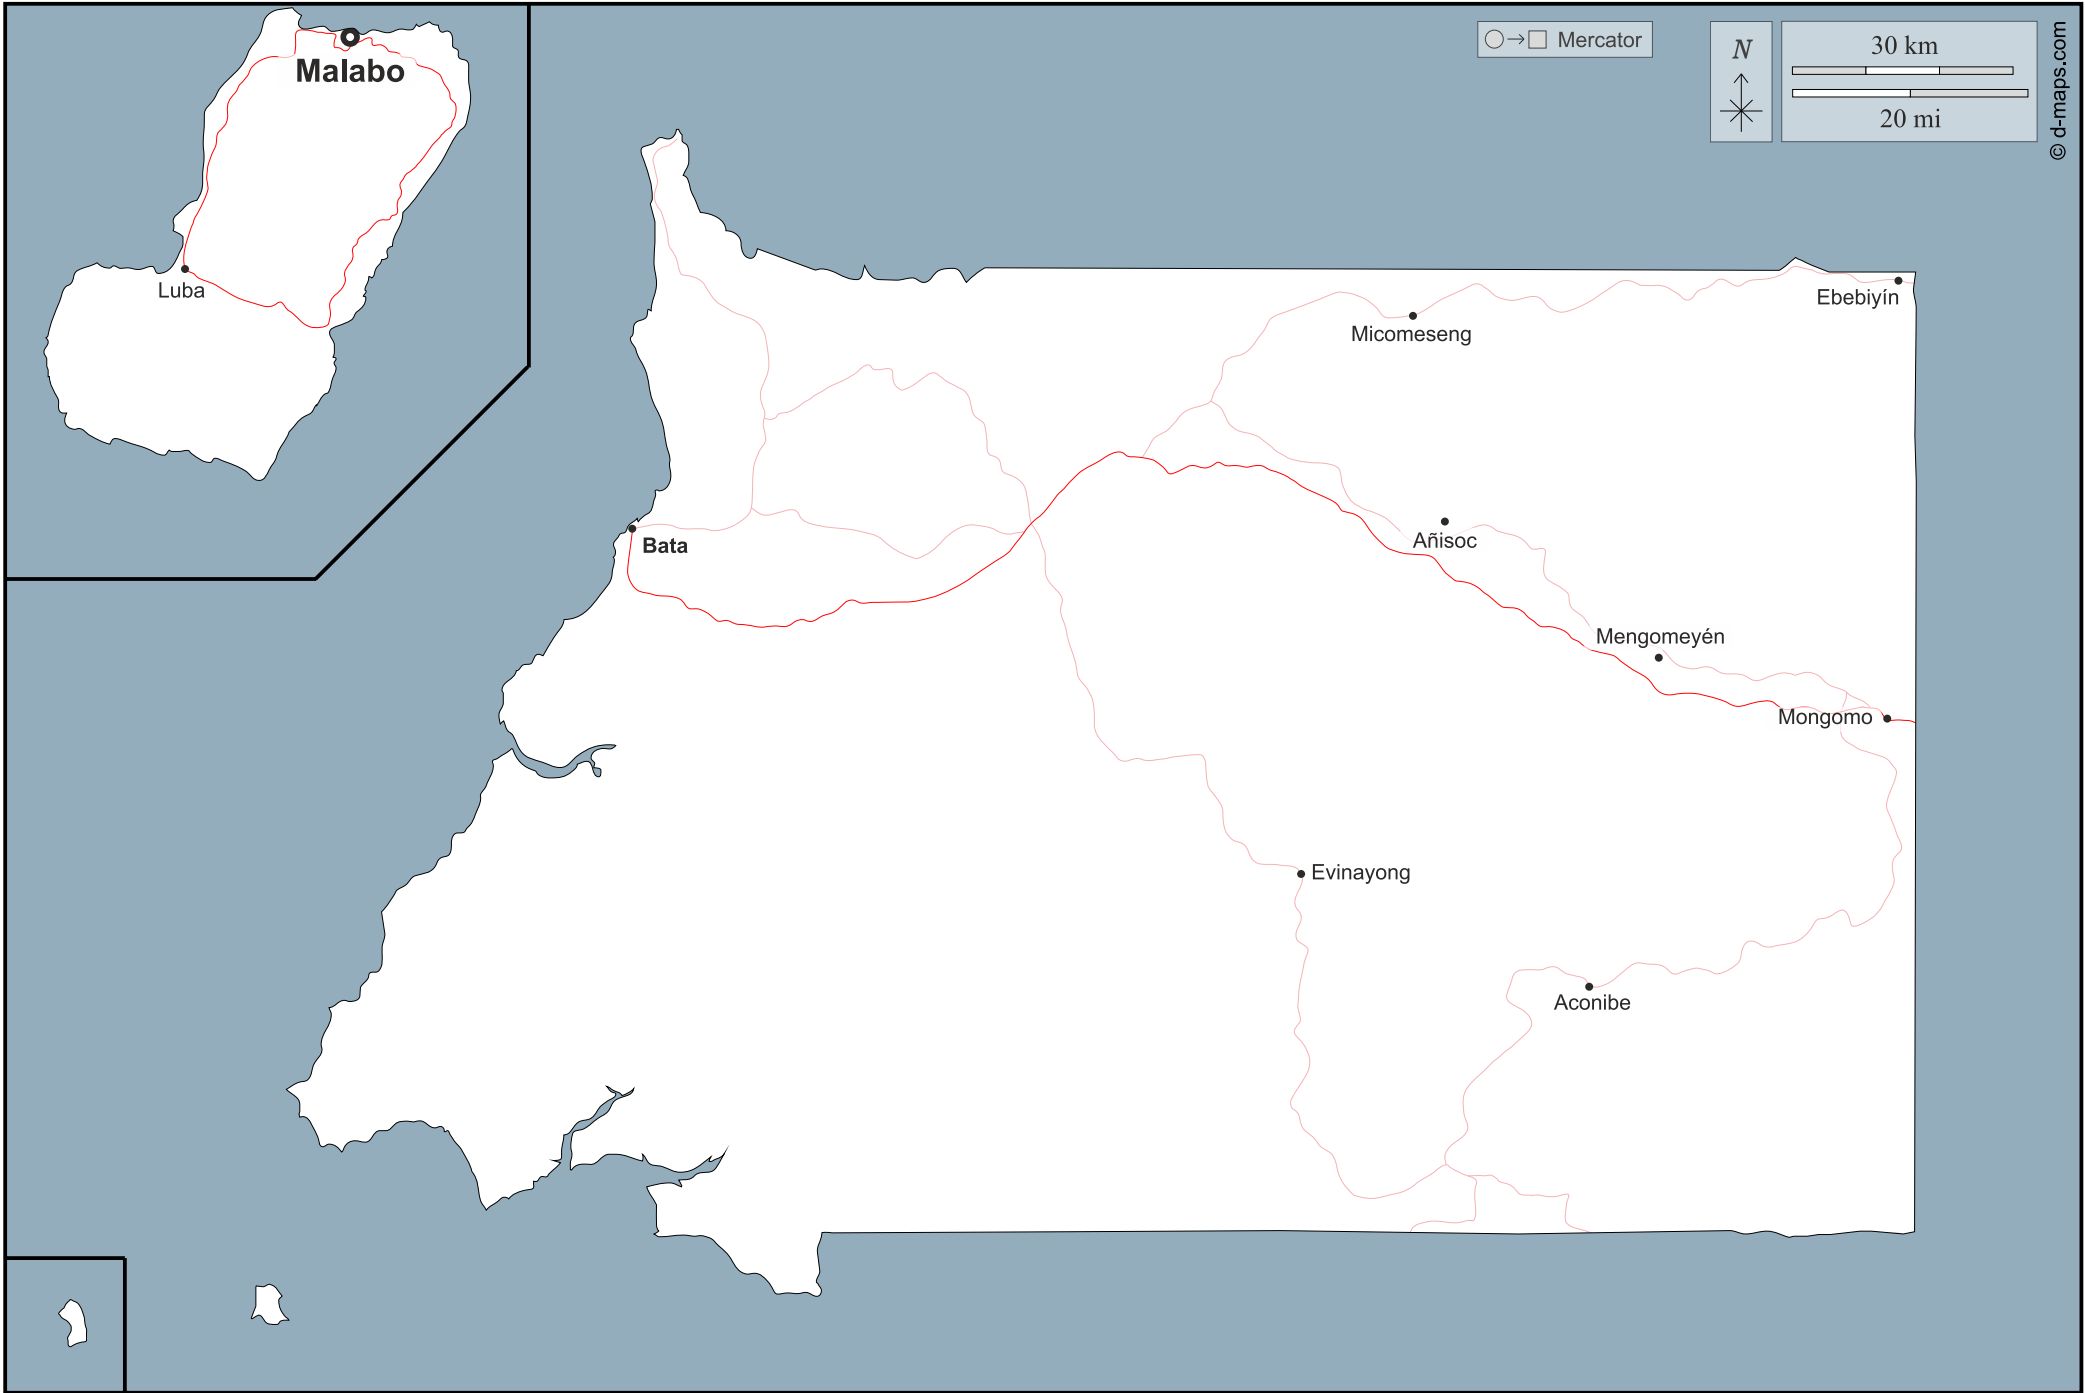 Mercator
N
30 km
20 mi
© d-maps.com
Malabo
Luba
Ebebiyín
Micomeseng
Bata
Añisoc
Mengomeyén
Mongomo
Evinayong
Aconibe